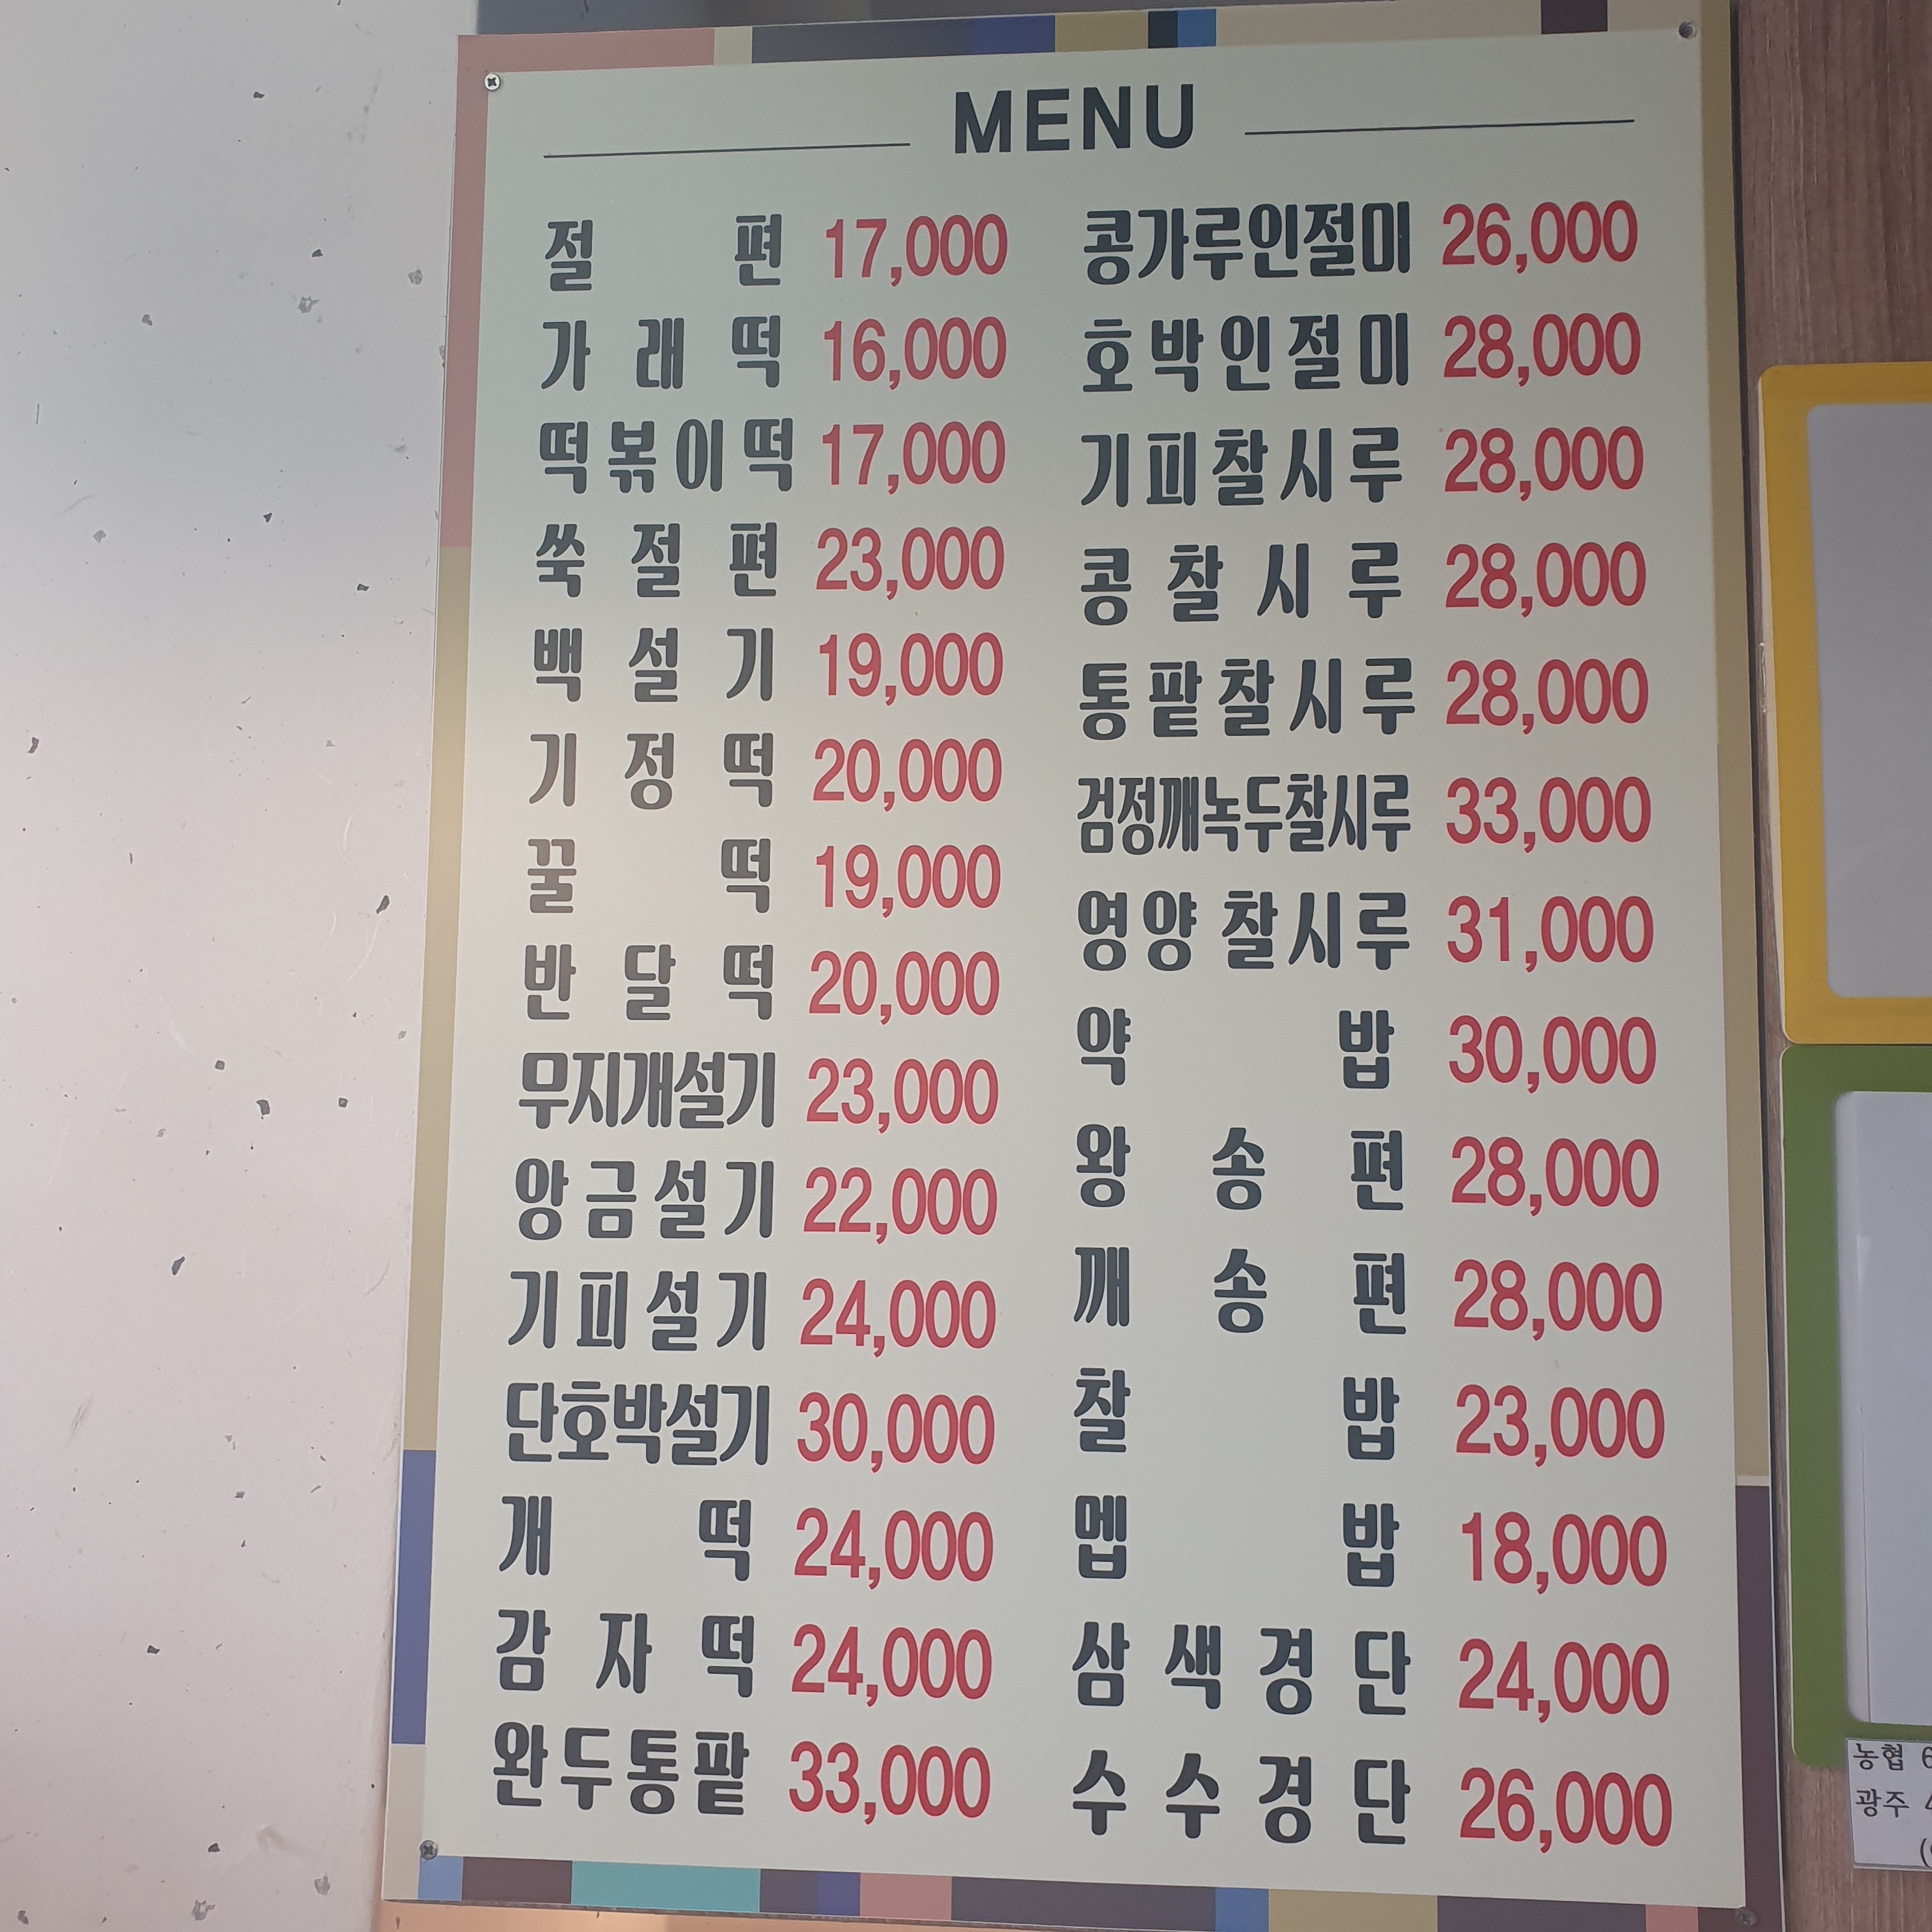 MENU
절편 17,000
가래떡 16,000
떡볶이떡 17,000
쑥절편 23,000
백설기 19,000
기정떡 20,000
꿀떡 19,000
반달떡 20,000
무지개설기 23,000
앙금설기 22,000
기피설기 24,000
단호박설기 30,000
개떡 24,000
감자떡 24,000
완두통팥 33,000
콩가루인절미 26,000
호박인절미 28,000
기피찰시루 28,000
콩찰시루 28,000
통팥찰시루 28,000
검정깨녹두찰시루 33,000
영양찰시루 31,000
약밥 30,000
왕송편 28,000
깨송편 28,000
찰밥 23,000
멥밥 18,000
삼색경단 24,000
수수경단 26,000
농협 6
광주 4